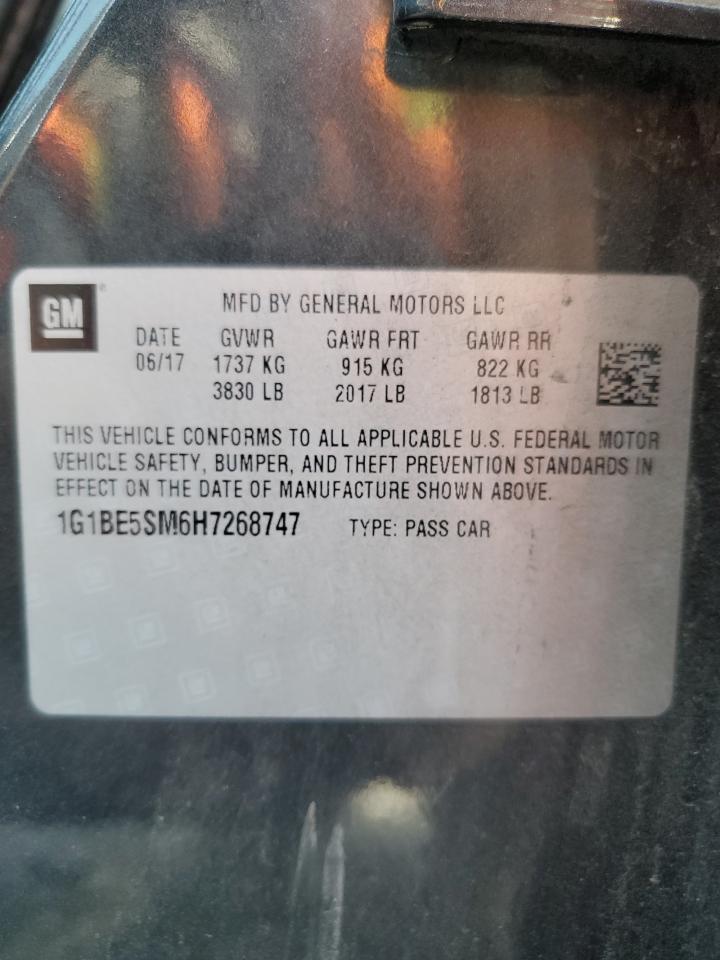 GM
MFD BY GENERAL MOTORS LLC
DATE GVWR GAWR FRT GAWR RR
06/17 1737 KG 915 KG 822 KG
3830 LB 2017 LB 1813 LB
THIS VEHICLE CONFORMS TO ALL APPLICABLE U.S. FEDERAL MOTOR
VEHICLE SAFETY, BUMPER, AND THEFT PREVENTION STANDARDS IN
EFFECT ON THE DATE OF MANUFACTURE SHOWN ABOVE.
1G1BE5SM6H7268747 TYPE: PASS CAR